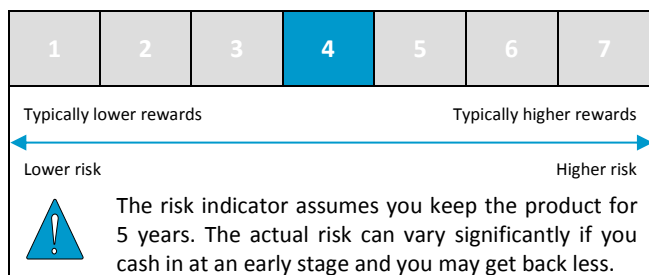 1 2 3 4 5 6 7
Typically lower rewards Typically higher rewards
Lower risk Higher risk
The risk indicator assumes you keep the product for
5 years. The actual risk can vary significantly if you
cash in at an early stage and you may get back less.